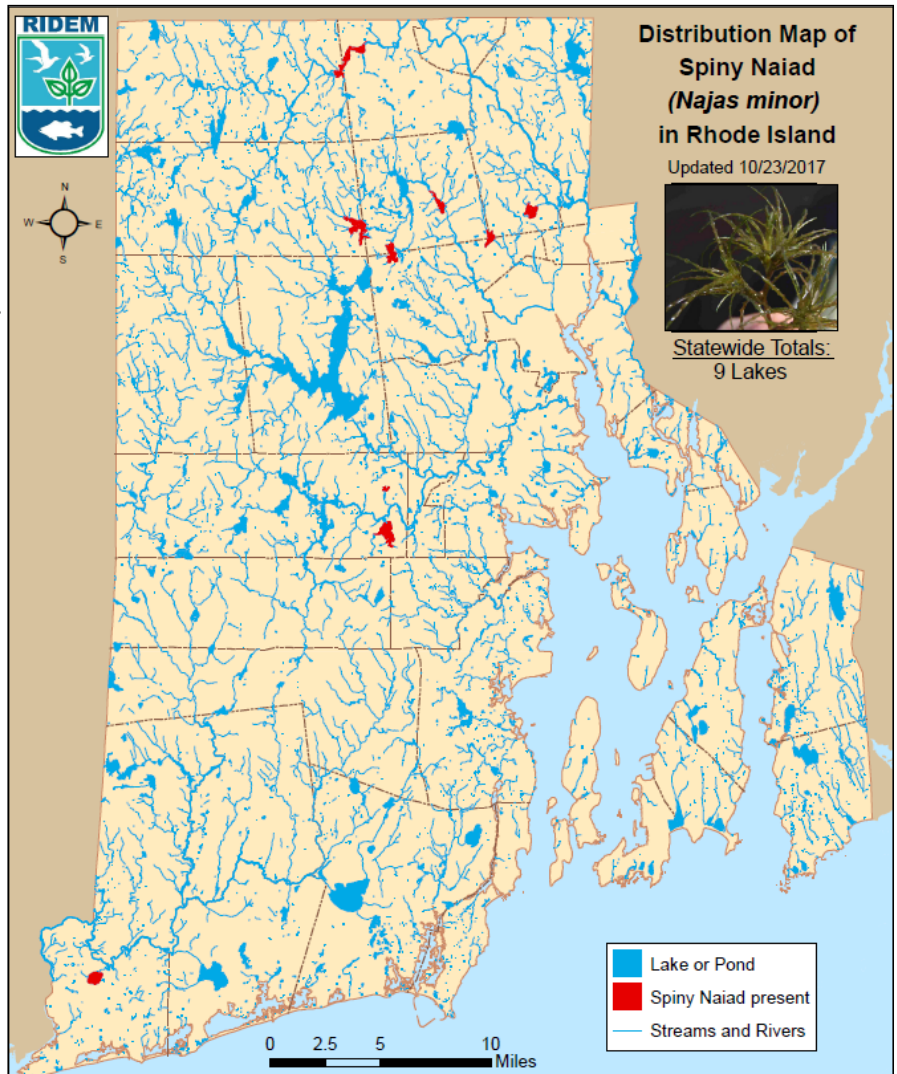 RIDEM
Distribution Map of
Spiny Naiad
(Najas minor)
in Rhode Island
Updated 10/23/2017
N
W
E
S
Statewide Totals:
9 Lakes
Lake or Pond
Spiny Naiad present
Streams and Rivers
0 2.5 5 10
Miles